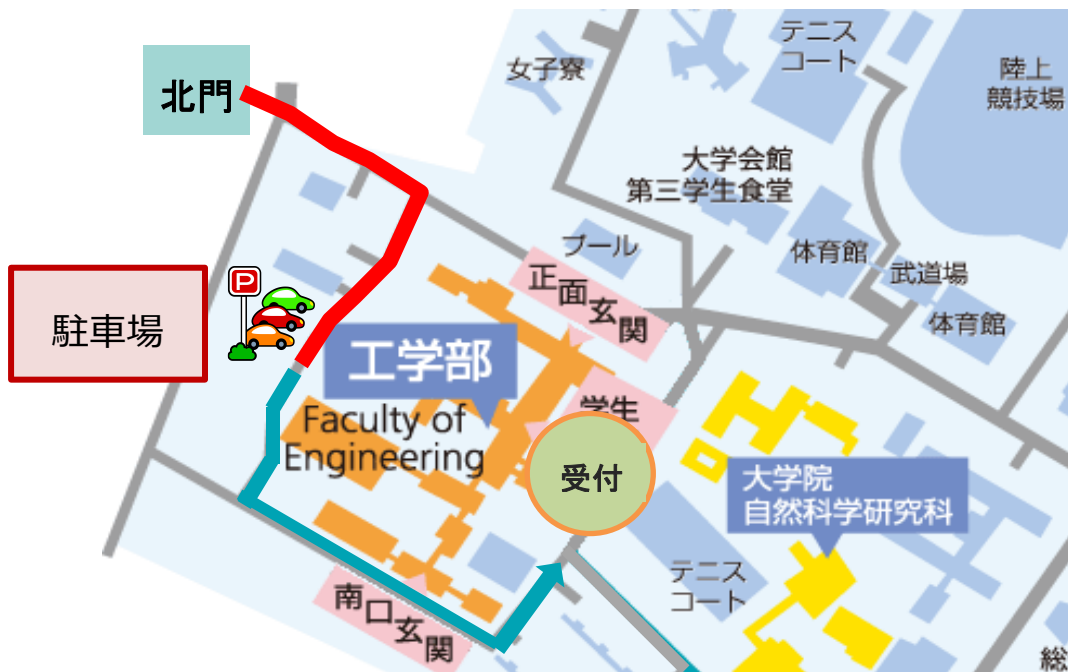 北門
女子寮
テニス
コート
陸上
競技場
大学会館
第三学生食堂
プール
体育館
武道場
体育館
正面玄関
P
駐車場
工学部
Faculty of
Engineering
学生
受付
大学院
自然科学研究科
テニス
コート
南口玄関
総